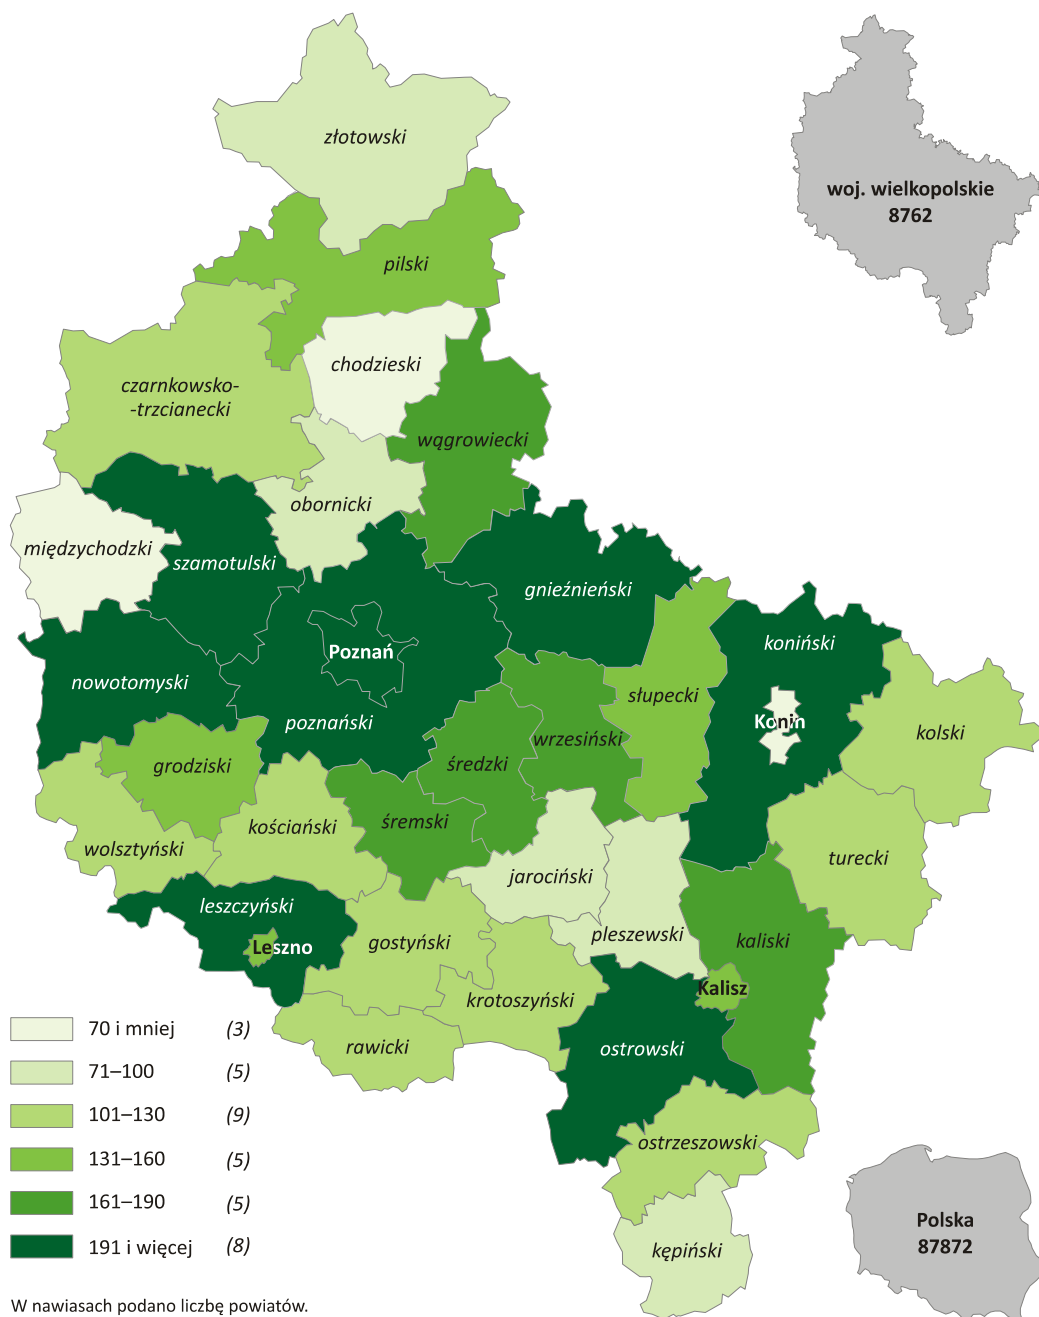 złotowski
woj. wielkopolskie
8762
pilski
chodzieski
czarnkowsko-
-trzcianecki
wągrowiecki
obornicki
międzychodzki
szamotulski
gnieźnieński
koniński
Poznań
nowotomyski
słupecki
poznański
Konin
kolski
wrzesiński
grodziski
średzki
śremski
kościański
wolsztyński
turecki
jarociński
leszczyński
pleszewski
kaliski
gostyński
Leszno
Kalisz
krotoszyński
rawicki
ostrowski
ostrzeszowski
kępiński
70 i mniej (3)
71–100 (5)
101–130 (9)
131–160 (5)
161–190 (5)
191 i więcej (8)
Polska
87872
W nawiasach podano liczbę powiatów.